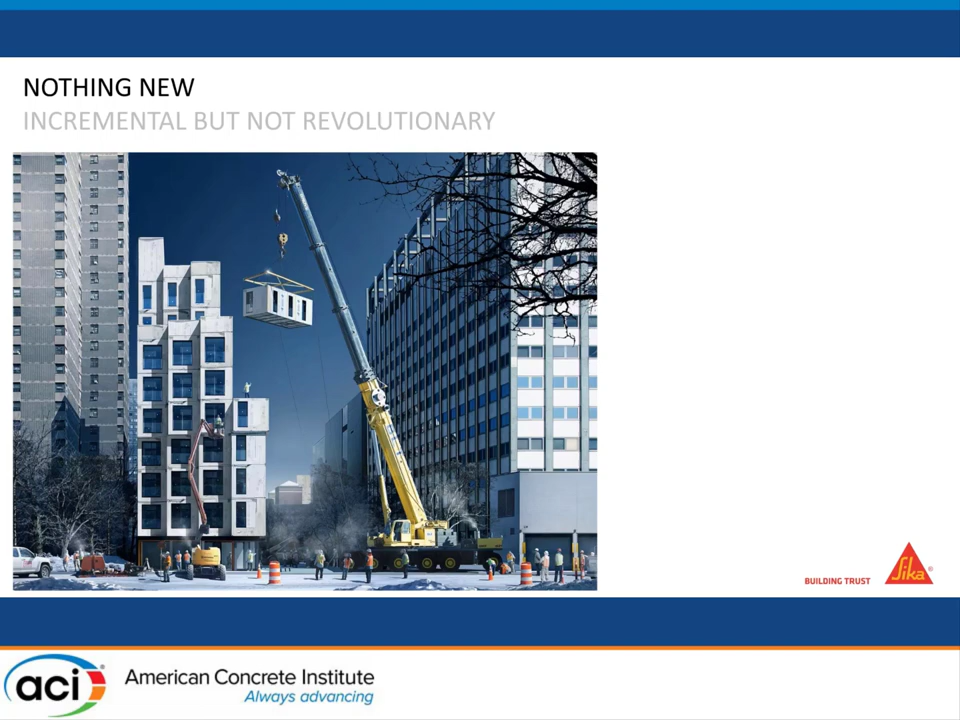 NOTHING NEW
INCREMENTAL BUT NOT REVOLUTIONARY
BUILDING TRUST
Sika®
aci
American Concrete Institute
Always advancing